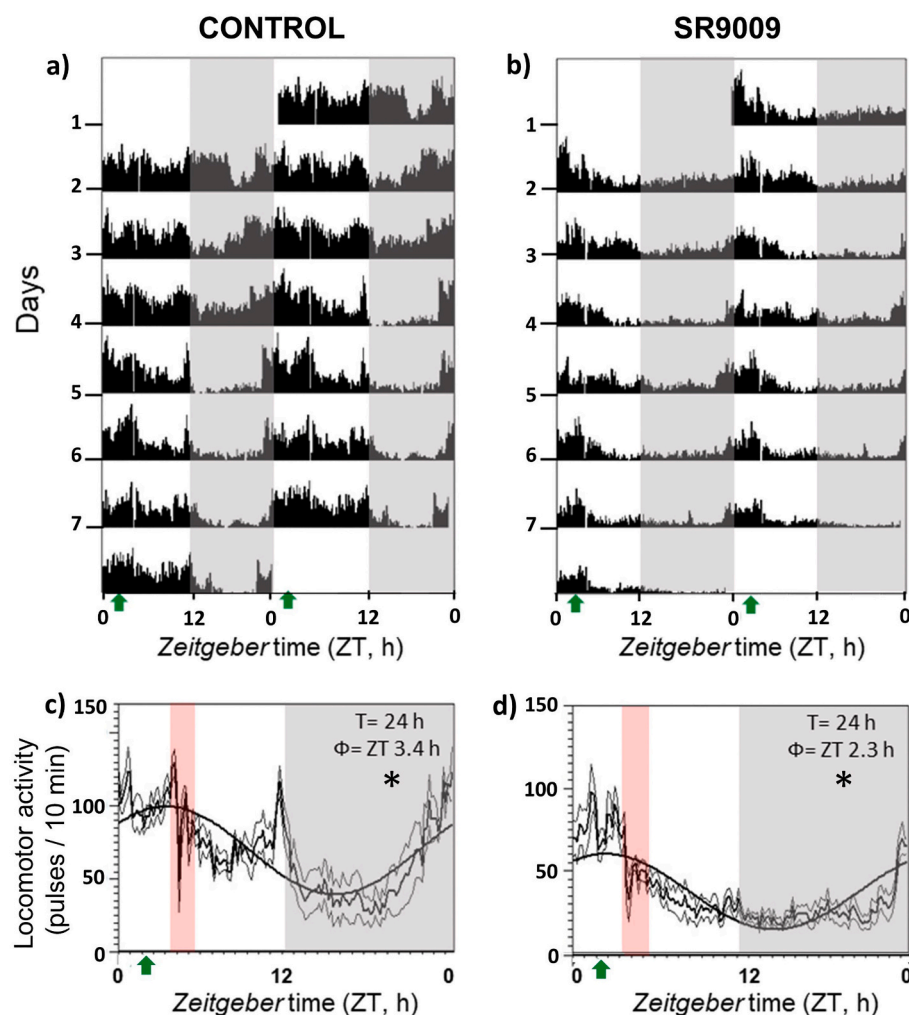 CONTROL
SR9009
a)
b)
Days
1
2
3
4
5
6
7
1
2
3
4
5
6
7
0 12 0 12 0
0 12 0 12 0
Zeitgeber time (ZT, h)
Zeitgeber time (ZT, h)
c)
d)
Locomotor activity
(pulses / 10 min)
150
100
50
0
T= 24 h
Φ= ZT 3.4 h
*
0 12 0
Zeitgeber time (ZT, h)
150
100
50
0
T= 24 h
Φ= ZT 2.3 h
*
0 12 0
Zeitgeber time (ZT, h)